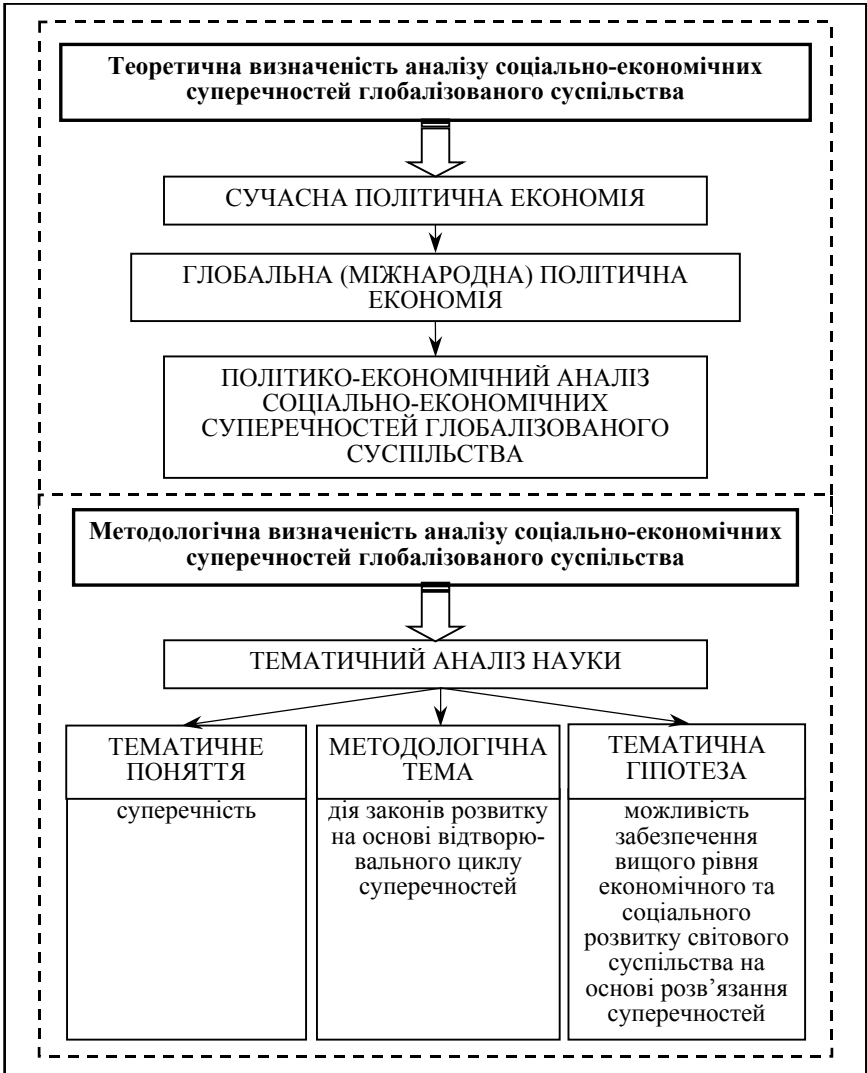 Теоретична визначеність аналізу соціально-економічних
суперечностей глобалізованого суспільства
СУЧАСНА ПОЛІТИЧНА ЕКОНОМІЯ
ГЛОБАЛЬНА (МІЖНАРОДНА) ПОЛІТИЧНА
ЕКОНОМІЯ
ПОЛІТИКО-ЕКОНОМІЧНИЙ АНАЛІЗ
СОЦІАЛЬНО-ЕКОНОМІЧНИХ
СУПЕРЕЧНОСТЕЙ ГЛОБАЛІЗОВАНОГО
СУСПІЛЬСТВА
Методологічна визначеність аналізу соціально-економічних
суперечностей глобалізованого суспільства
ТЕМАТИЧНИЙ АНАЛІЗ НАУКИ
ТЕМАТИЧНЕ
ПОНЯТТЯ
суперечність
МЕТОДОЛОГІЧНА
ТЕМА
дія законів розвитку
на основі відтворю-
вального циклу
суперечностей
ТЕМАТИЧНА
ГІПОТЕЗА
можливість
забезпечення
вищого рівня
економічного та
соціального
розвитку світового
суспільства на
основі розв’язання
суперечностей